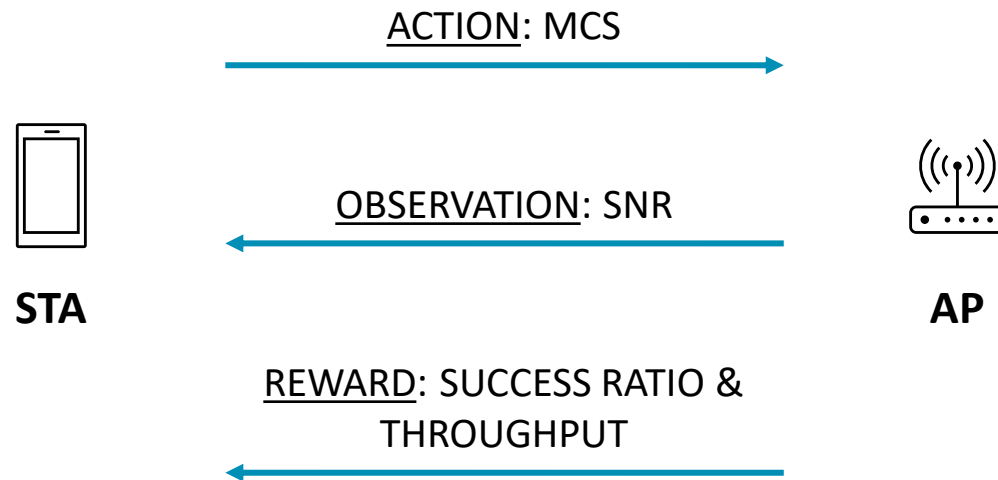 ACTION: MCS
OBSERVATION: SNR
STA
AP
REWARD: SUCCESS RATIO &
THROUGHPUT